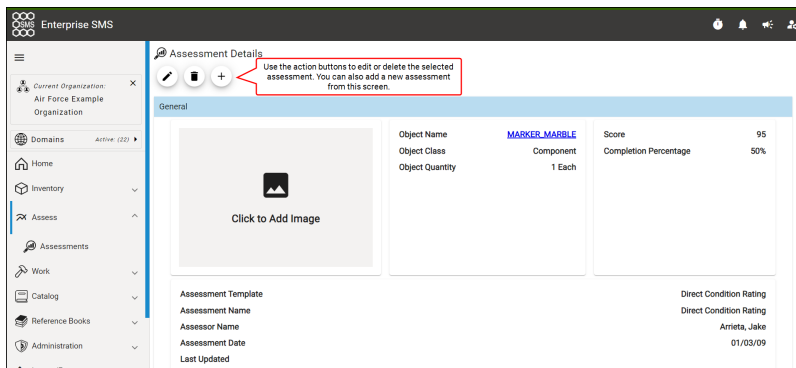 SMS Enterprise SMS
Assessment Details
Use the action buttons to edit or delete the selected
assessment. You can also add a new assessment
from this screen.
Current Organization:
Air Force Example
Organization
Domains Active: (22)
Home
Inventory
Assess
Assessments
Work
Catalog
Reference Books
Administration
General
Click to Add Image
Object Name MARKER_MARBLE
Object Class Component
Object Quantity 1 Each
Score 95
Completion Percentage 50%
Assessment Template Direct Condition Rating
Assessment Name Direct Condition Rating
Assessor Name Arrieta, Jake
Assessment Date 01/03/09
Last Updated